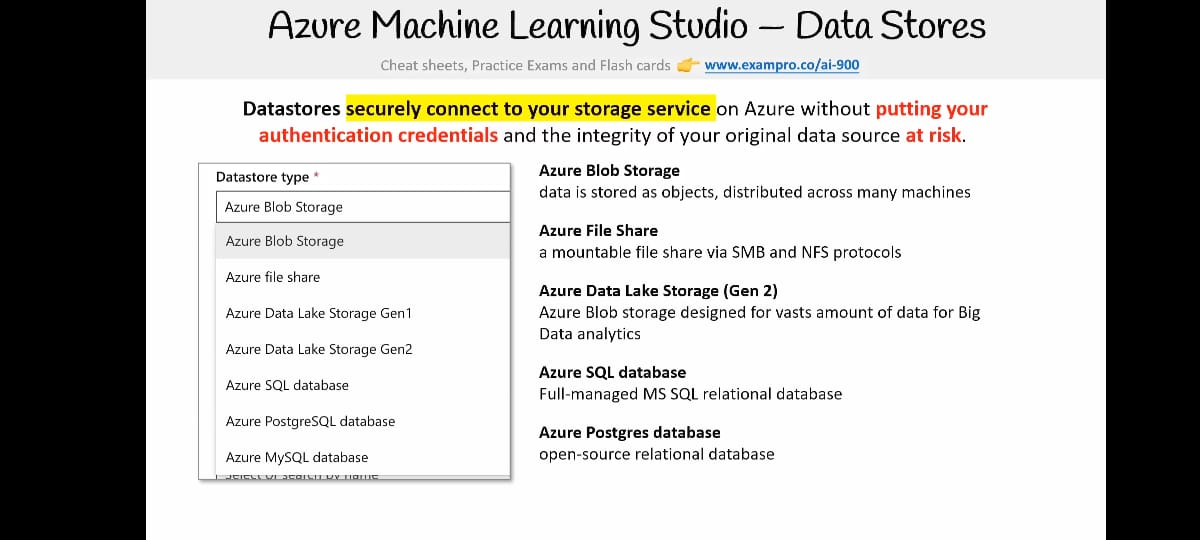 Azure Machine Learning Studio – Data Stores
Cheat sheets, Practice Exams and Flash cards 👉 www.exampro.co/ai-900
Datastores securely connect to your storage service on Azure without putting your
authentication credentials and the integrity of your original data source at risk.
Datastore type *
Azure Blob Storage
Azure Blob Storage
Azure file share
Azure Data Lake Storage Gen1
Azure Data Lake Storage Gen2
Azure SQL database
Azure PostgreSQL database
Azure MySQL database
Select or search by name
Azure Blob Storage
data is stored as objects, distributed across many machines
Azure File Share
a mountable file share via SMB and NFS protocols
Azure Data Lake Storage (Gen 2)
Azure Blob storage designed for vasts amount of data for Big
Data analytics
Azure SQL database
Full-managed MS SQL relational database
Azure Postgres database
open-source relational database